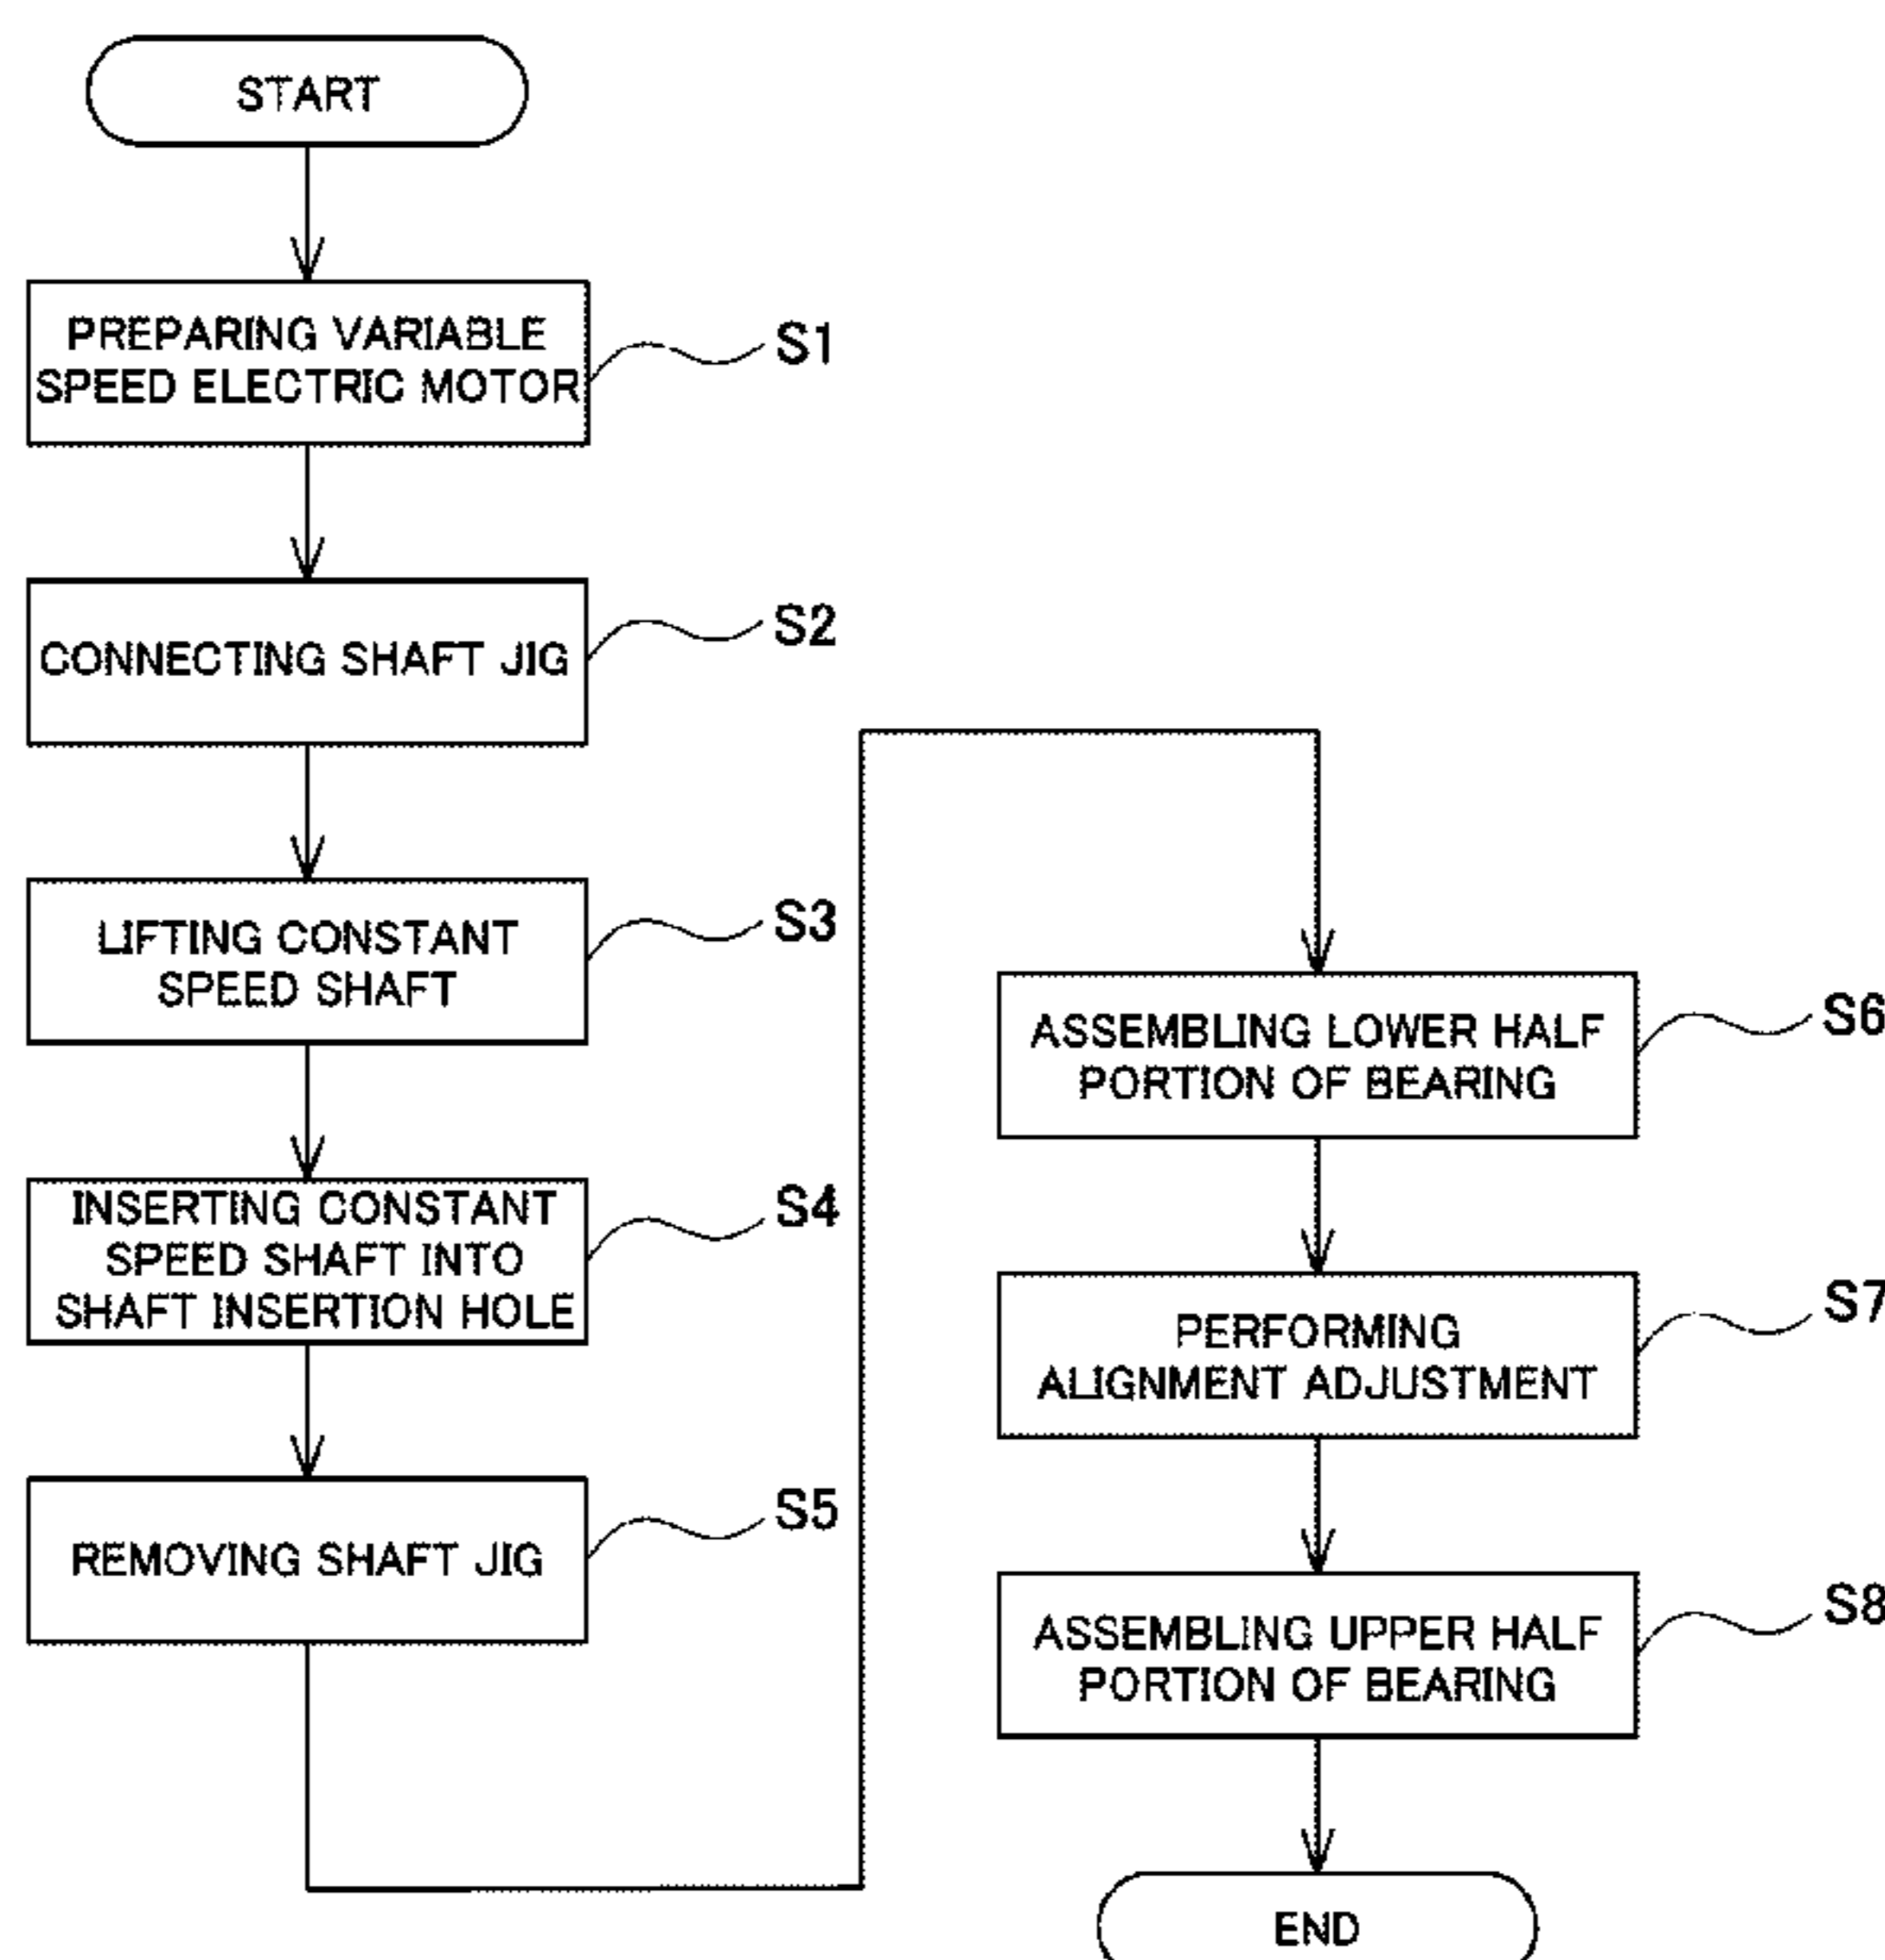 START
PREPARING VARIABLE
SPEED ELECTRIC MOTOR
S1
CONNECTING SHAFT JIG
S2
LIFTING CONSTANT
SPEED SHAFT
S3
INSERTING CONSTANT
SPEED SHAFT INTO
SHAFT INSERTION HOLE
S4
REMOVING SHAFT JIG
S5
ASSEMBLING LOWER HALF
PORTION OF BEARING
S6
PERFORMING
ALIGNMENT ADJUSTMENT
S7
ASSEMBLING UPPER HALF
PORTION OF BEARING
S8
END